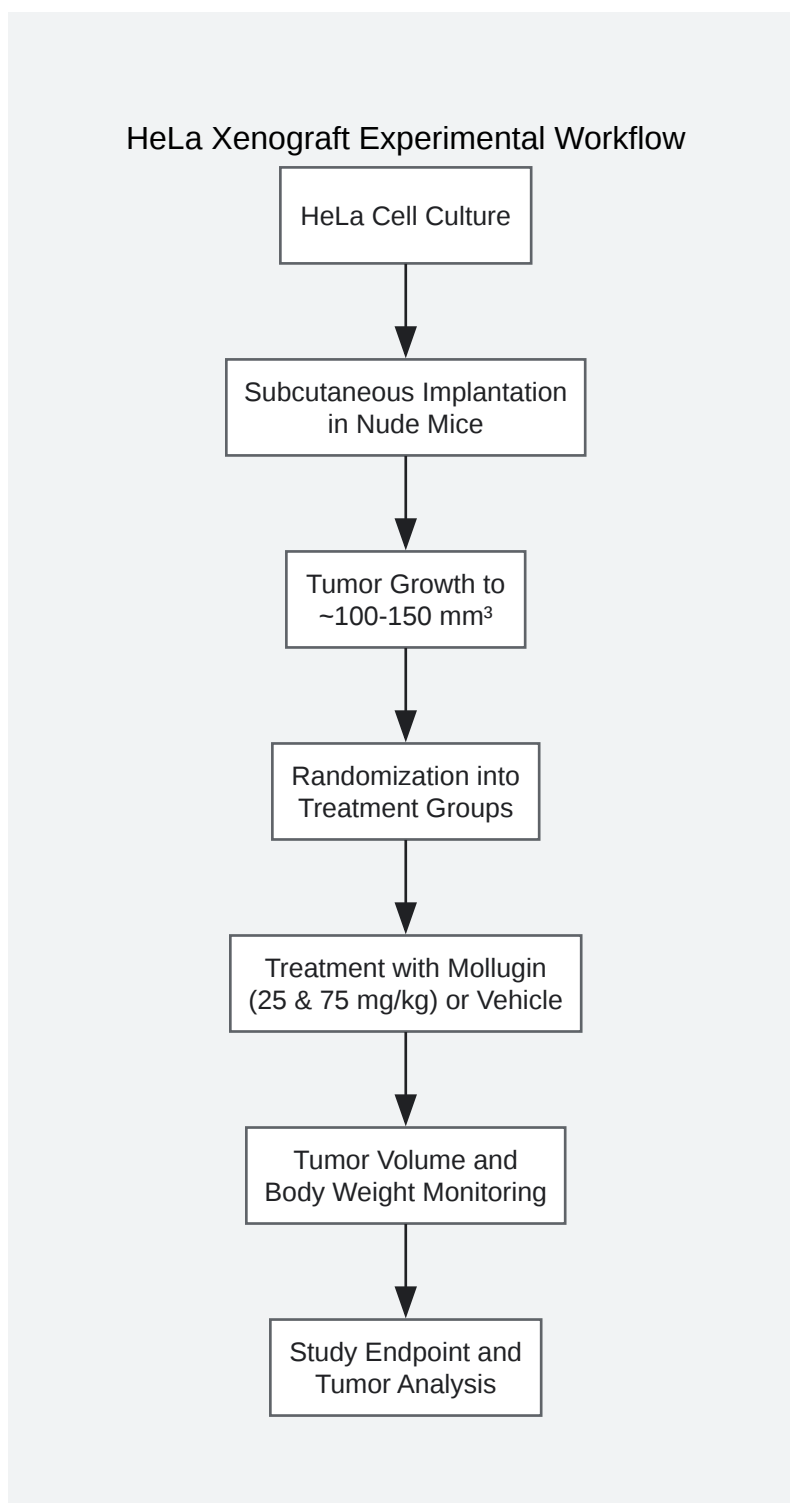 HeLa Xenograft Experimental Workflow
HeLa Cell Culture
Subcutaneous Implantation
in Nude Mice
Tumor Growth to
~100-150 mm³
Randomization into
Treatment Groups
Treatment with Mollugin
(25 & 75 mg/kg) or Vehicle
Tumor Volume and
Body Weight Monitoring
Study Endpoint and
Tumor Analysis